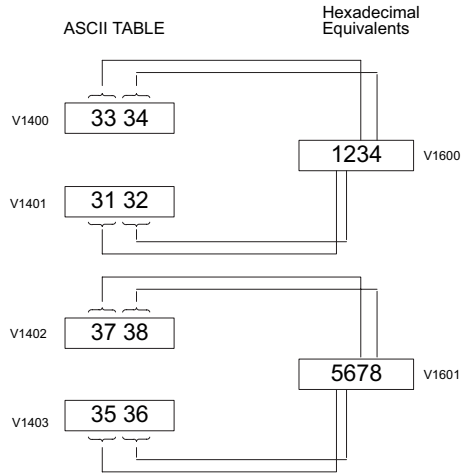 ASCII TABLE
Hexadecimal
Equivalents
V1400
33 34
1234
V1600
V1401
31 32
V1402
37 38
5678
V1601
V1403
35 36